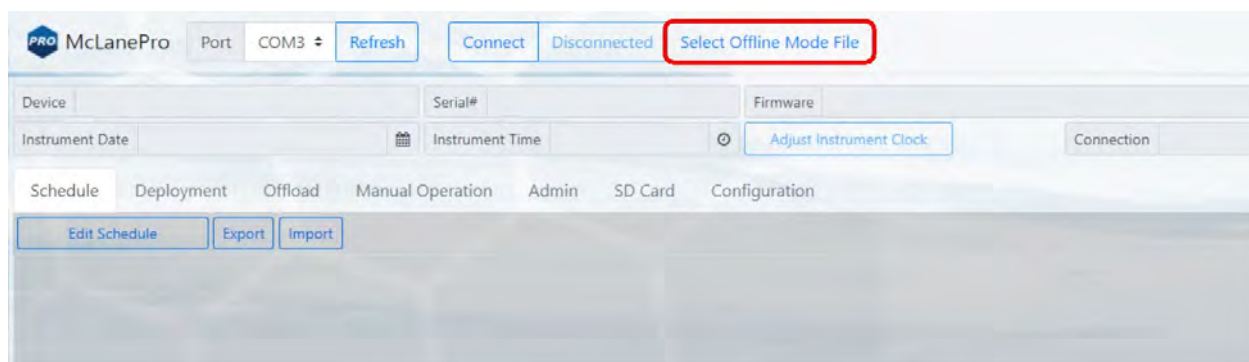 PRO McLanePro Port COM3 Refresh Connect Disconnected Select Offline Mode File
Device Serial# Firmware
Instrument Date Instrument Time Adjust Instrument Clock Connection
Schedule Deployment Offload Manual Operation Admin SD Card Configuration
Edit Schedule Export Import